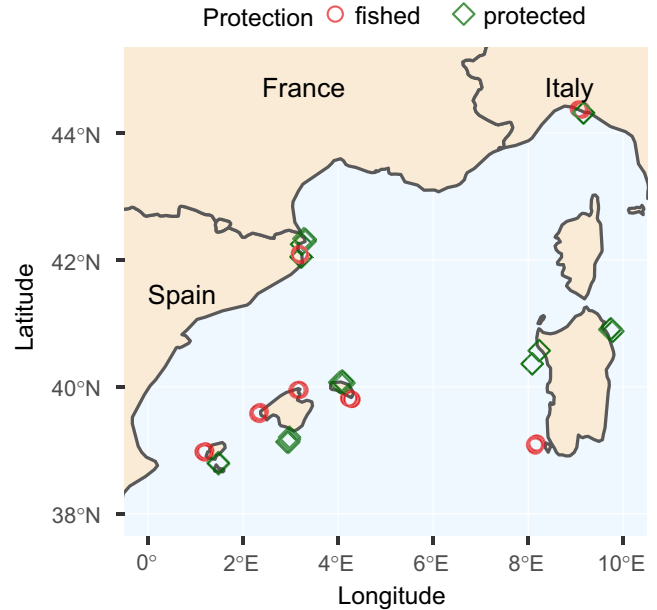 Protection fished protected
France
Italy
44°N
42°N
Spain
Latitude
40°N
38°N
0° 2°E 4°E 6°E 8°E 10°E
Longitude